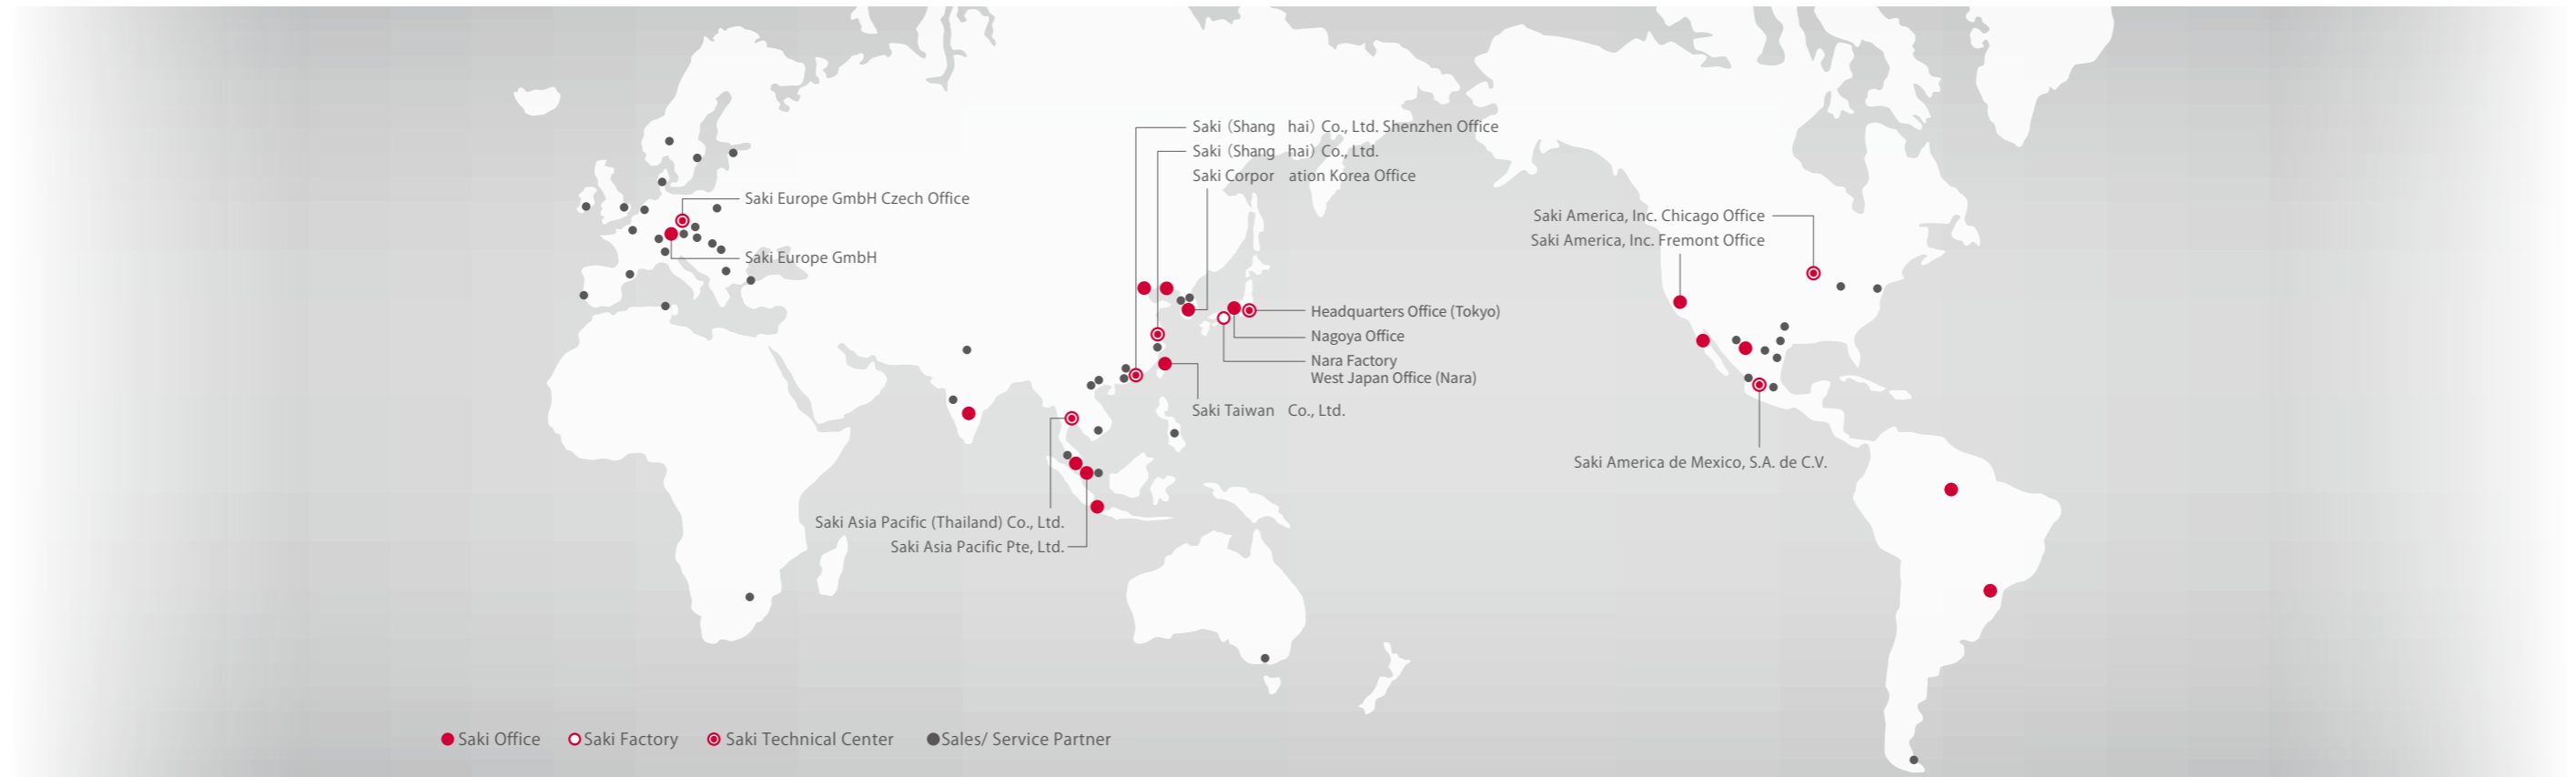 Saki (Shang hai) Co., Ltd. Shenzhen Office
Saki (Shang hai) Co., Ltd.
Saki Corpor ation Korea Office
Saki Europe GmbH Czech Office
Saki Europe GmbH
Saki America, Inc. Chicago Office
Saki America, Inc. Fremont Office
Headquarters Office (Tokyo)
Nagoya Office
Nara Factory
West Japan Office (Nara)
Saki Taiwan Co., Ltd.
Saki America de Mexico, S.A. de C.V.
Saki Asia Pacific (Thailand) Co., Ltd.
Saki Asia Pacific Pte, Ltd.
Saki Office Saki Factory Saki Technical Center Sales/ Service Partner